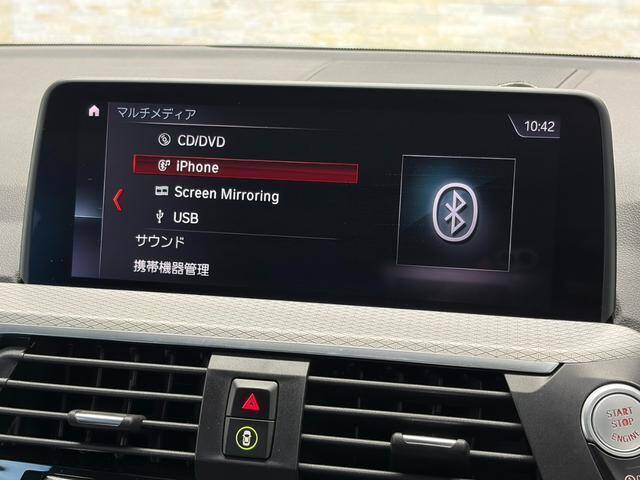 マルチメディア
10:42
CD/DVD
iPhone
Screen Mirroring
USB
サウンド
携帯機器管理
START
STOP
ENGINE